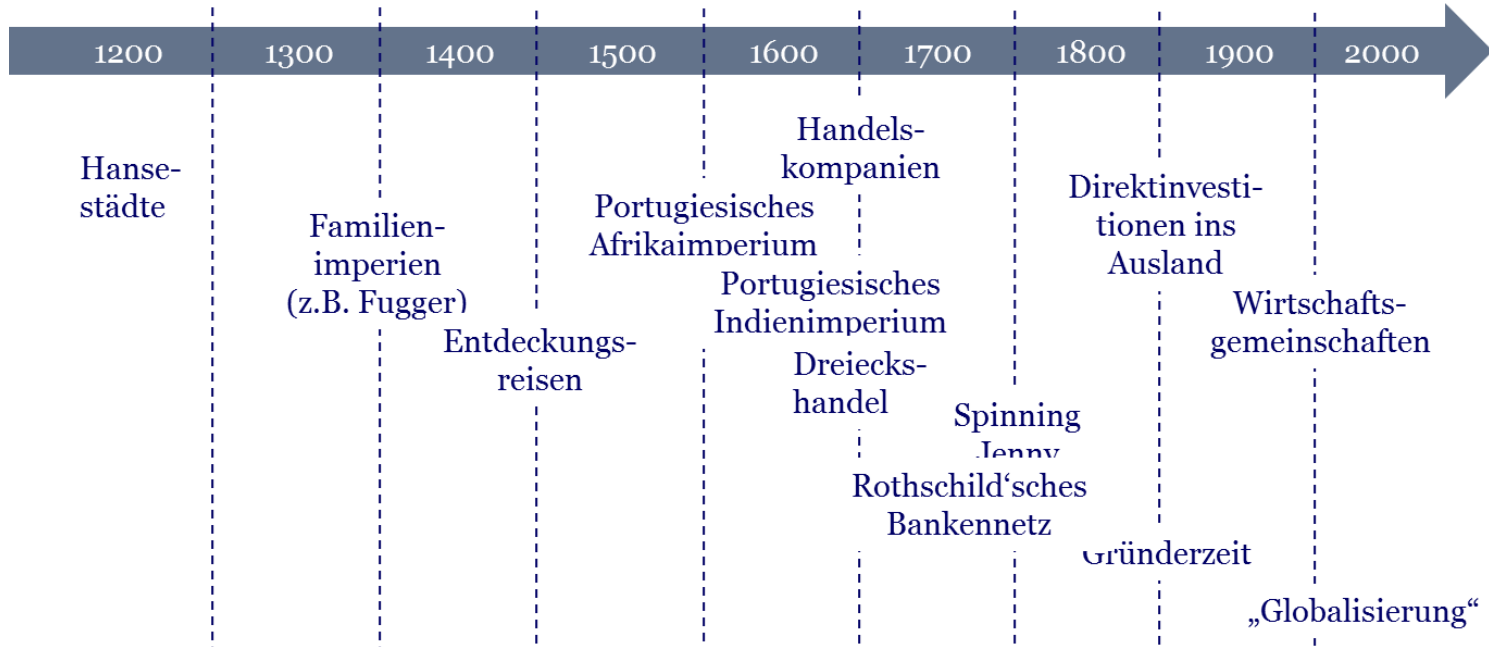 1200 1300 1400 1500 1600 1700 1800 1900 2000
Hanse-
städte
Familien-
imperien
(z.B. Fugger)
Entdeckungs-
reisen
Portugiesisches
Afrikaimperium
Handels-
kompanien
Portugiesisches
Indienimperium
Dreiecks-
handel
Spinning
Jenny
Rothschild‘sches
Bankennetz
Direktinvesti-
tionen ins
Ausland
Gründerzeit
Wirtschafts-
gemeinschaften
„Globalisierung“